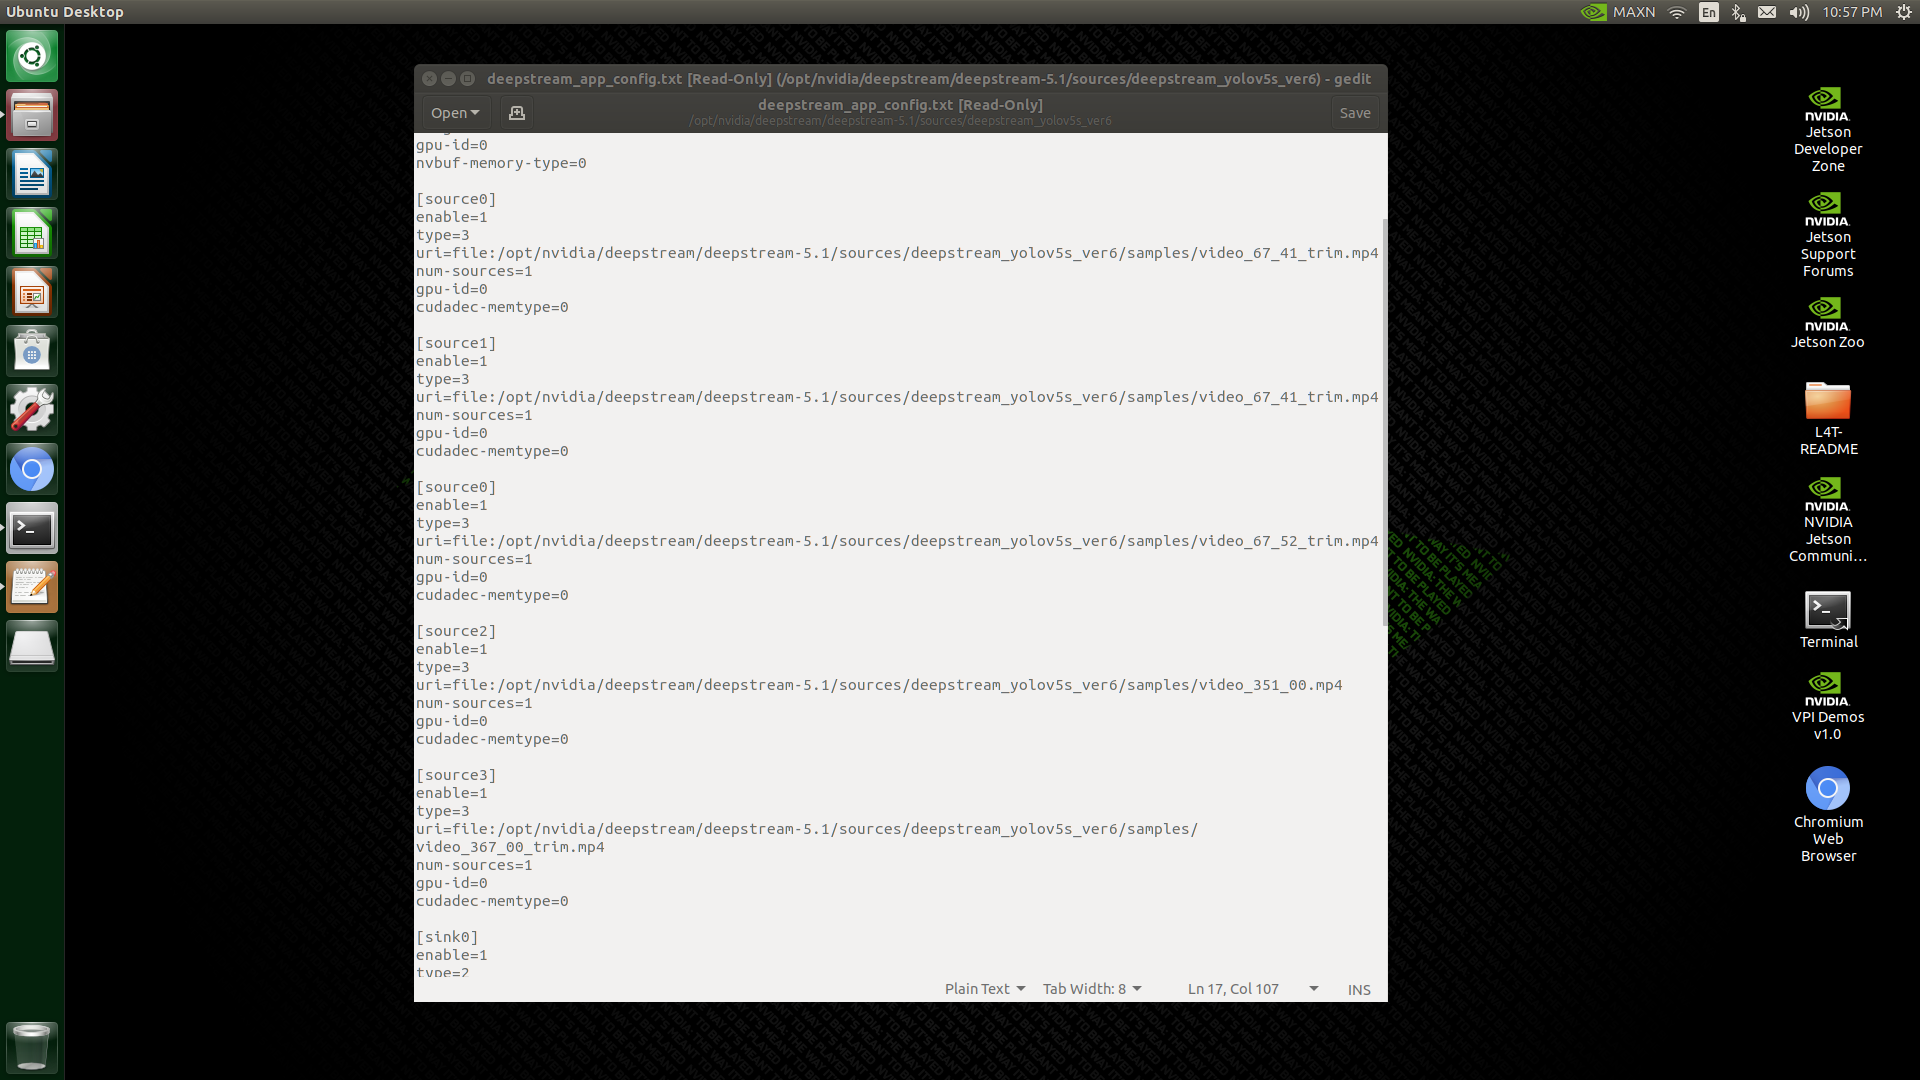 Ubuntu Desktop
MAXN
En
10:57 PM
deepstream_app_config.txt [Read-Only] (/opt/nvidia/deepstream/deepstream-5.1/sources/deepstream_yolov5s_ver6) - gedit
Open
deepstream_app_config.txt [Read-Only]
/opt/nvidia/deepstream/deepstream-5.1/sources/deepstream_yolov5s_ver6
Save
gpu-id=0
nvbuf-memory-type=0
[source0]
enable=1
type=3
uri=file:/opt/nvidia/deepstream/deepstream-5.1/sources/deepstream_yolov5s_ver6/samples/video_67_41_trim.mp4
num-sources=1
gpu-id=0
cudadec-memtype=0
[source1]
enable=1
type=3
uri=file:/opt/nvidia/deepstream/deepstream-5.1/sources/deepstream_yolov5s_ver6/samples/video_67_41_trim.mp4
num-sources=1
gpu-id=0
cudadec-memtype=0
[source0]
enable=1
type=3
uri=file:/opt/nvidia/deepstream/deepstream-5.1/sources/deepstream_yolov5s_ver6/samples/video_67_52_trim.mp4
num-sources=1
gpu-id=0
cudadec-memtype=0
[source2]
enable=1
type=3
uri=file:/opt/nvidia/deepstream/deepstream-5.1/sources/deepstream_yolov5s_ver6/samples/video_351_00.mp4
num-sources=1
gpu-id=0
cudadec-memtype=0
[source3]
enable=1
type=3
uri=file:/opt/nvidia/deepstream/deepstream-5.1/sources/deepstream_yolov5s_ver6/samples/
video_367_00_trim.mp4
num-sources=1
gpu-id=0
cudadec-memtype=0
[sink0]
enable=1
type=2
Plain Text
Tab Width: 8
Ln 17, Col 107
INS
NVIDIA.
Jetson
Developer
Zone
NVIDIA.
Jetson
Support
Forums
NVIDIA.
Jetson Zoo
L4T-
README
NVIDIA.
NVIDIA
Jetson
Communi...
Terminal
NVIDIA.
VPI Demos
v1.0
Chromium
Web
Browser